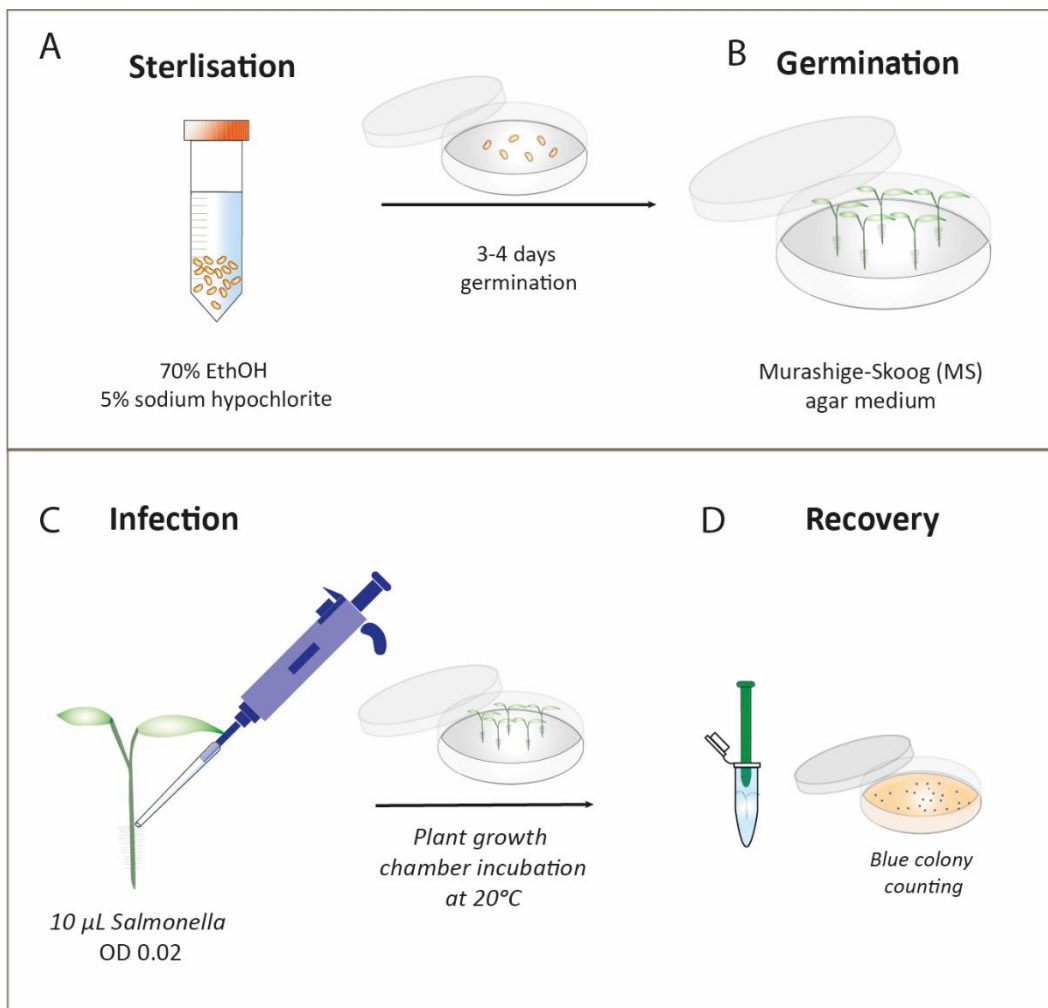 A
Sterlisation
B
Germination
3-4 days
germination
70% EthOH
5% sodium hypochlorite
Murashige-Skoog (MS)
agar medium
C
Infection
D
Recovery
Plant growth
chamber incubation
at 20ºC
10 µL Salmonella
OD 0.02
Blue colony
counting